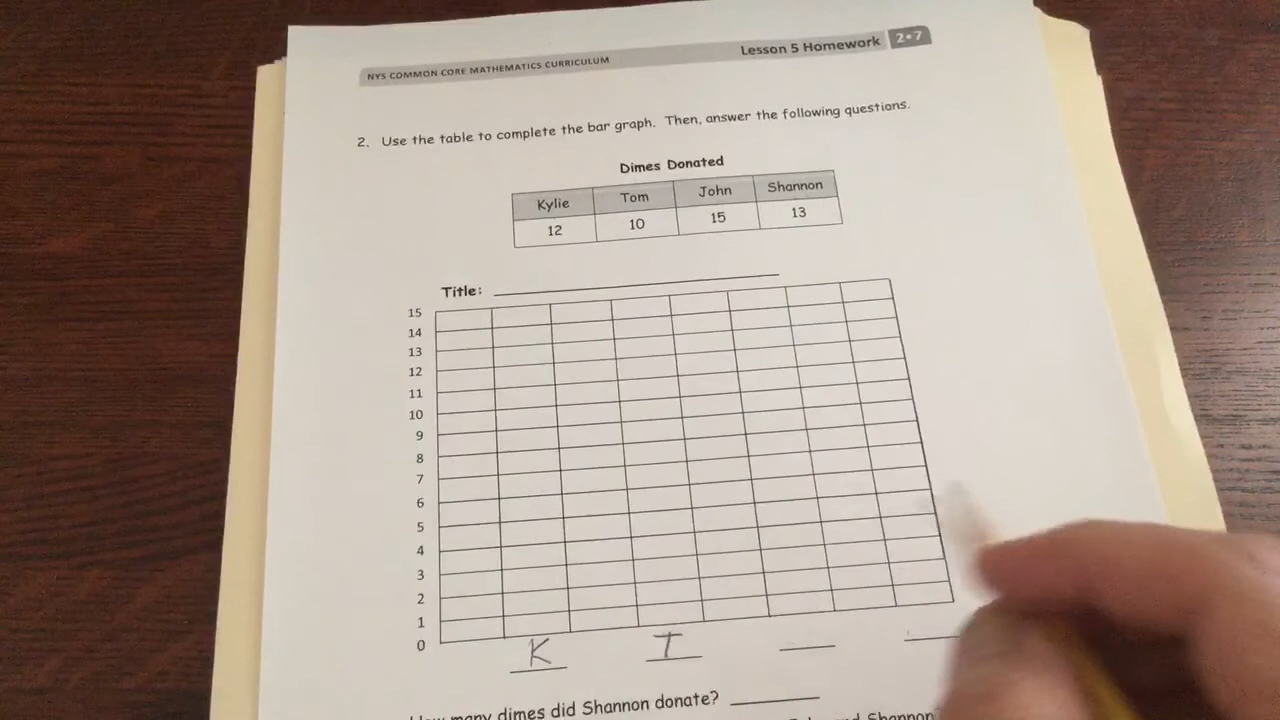 NYS COMMON CORE MATHEMATICS CURRICULUM Lesson 5 Homework 2•7
2. Use the table to complete the bar graph. Then, answer the following questions.
Dimes Donated
Kylie Tom John Shannon
12 10 15 13
Title:
15
14
13
12
11
10
9
8
7
6
5
4
3
2
1
0
K T
many dimes did Shannon donate?
Shannon